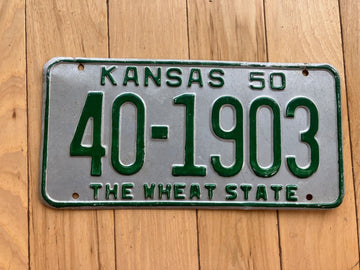 KANSAS 50
40-1903
THE WHEAT STATE